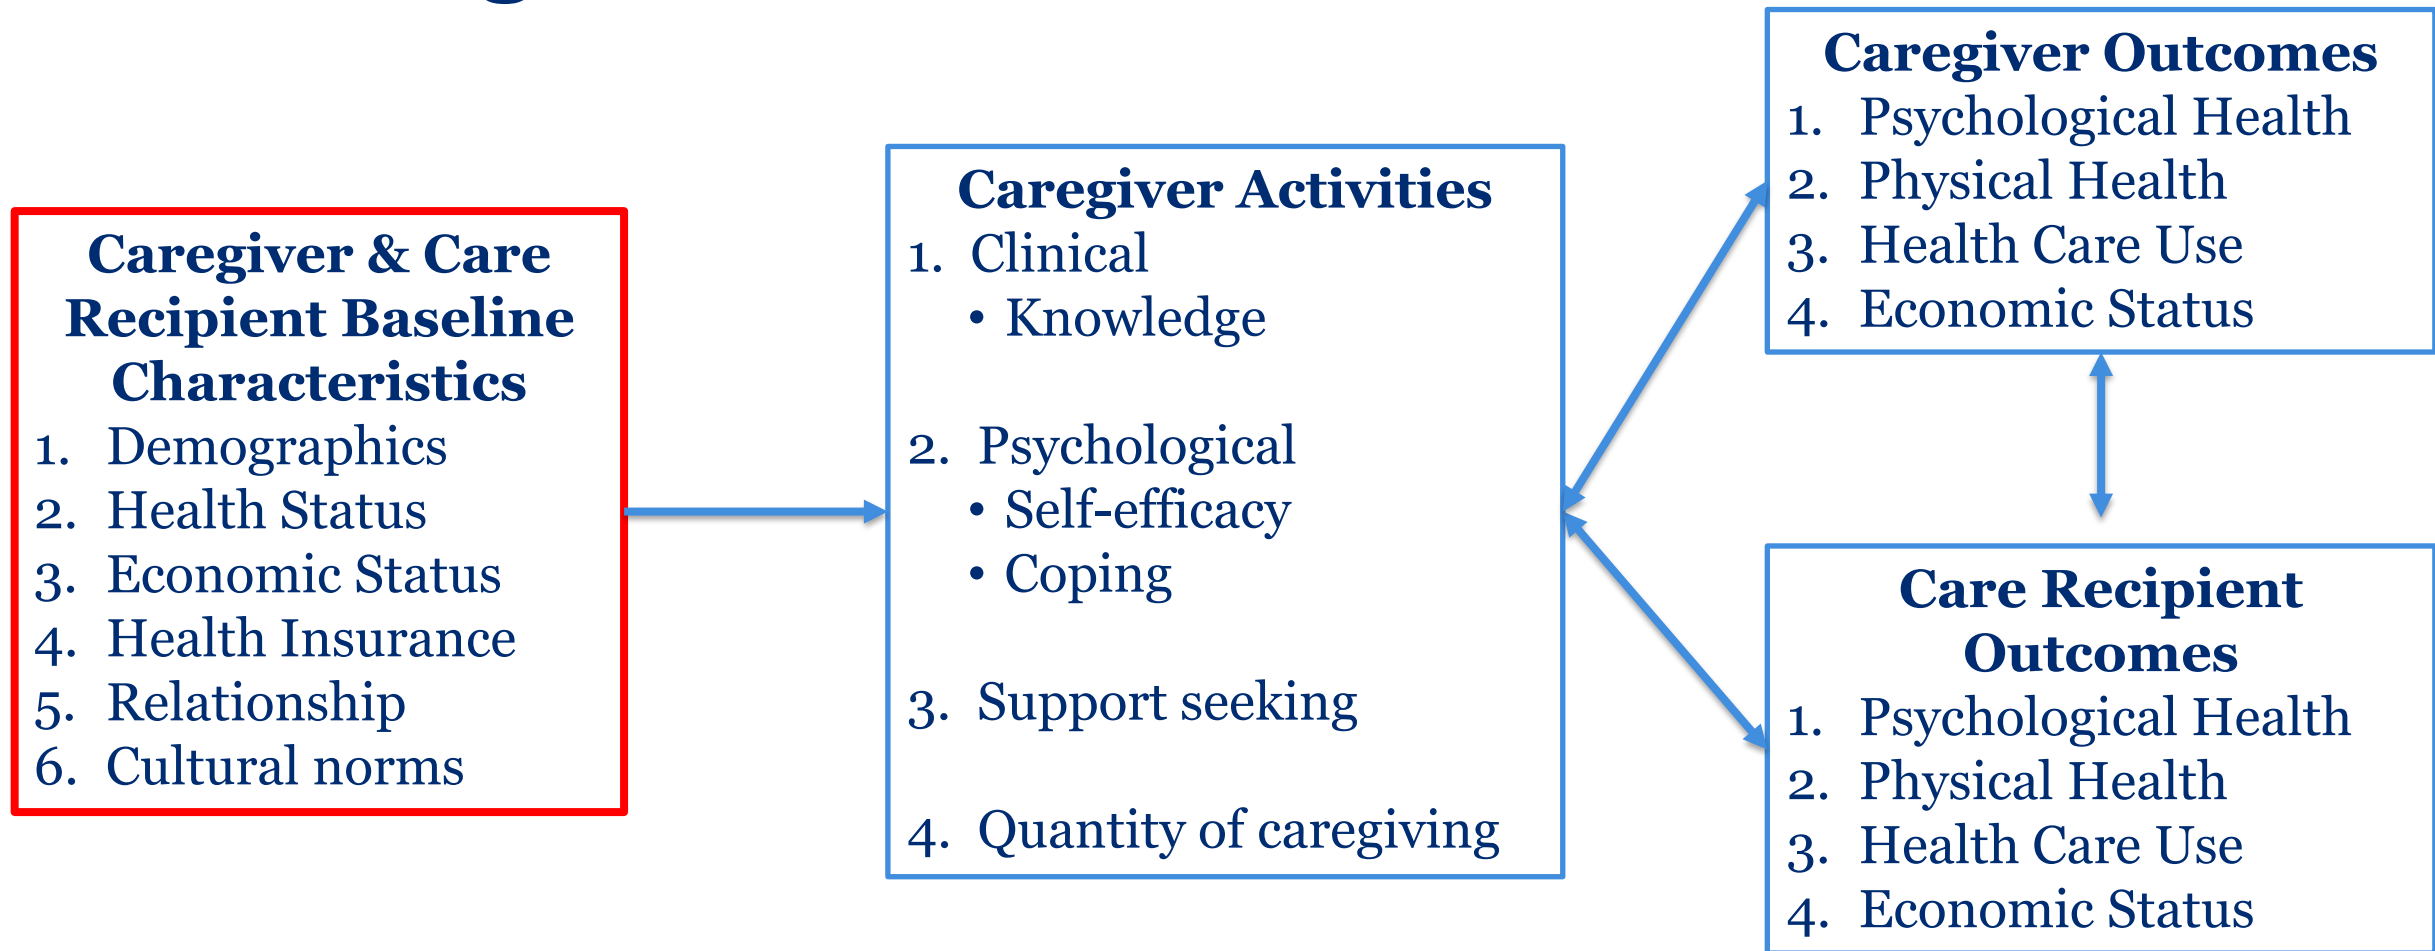 Caregiver & Care
Recipient Baseline
Characteristics
1. Demographics
2. Health Status
3. Economic Status
4. Health Insurance
5. Relationship
6. Cultural norms
Caregiver Activities
1. Clinical
• Knowledge
2. Psychological
• Self-efficacy
• Coping
3. Support seeking
4. Quantity of caregiving
Caregiver Outcomes
1. Psychological Health
2. Physical Health
3. Health Care Use
4. Economic Status
Care Recipient
Outcomes
1. Psychological Health
2. Physical Health
3. Health Care Use
4. Economic Status